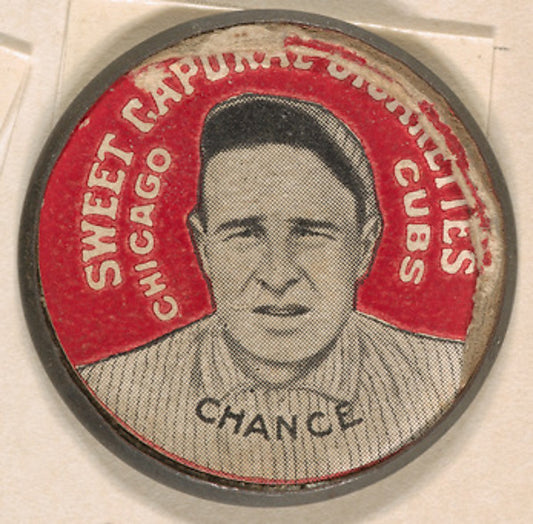 SWEET CAPORAL CIGARETTES
CHICAGO
CUBS
CHANCE